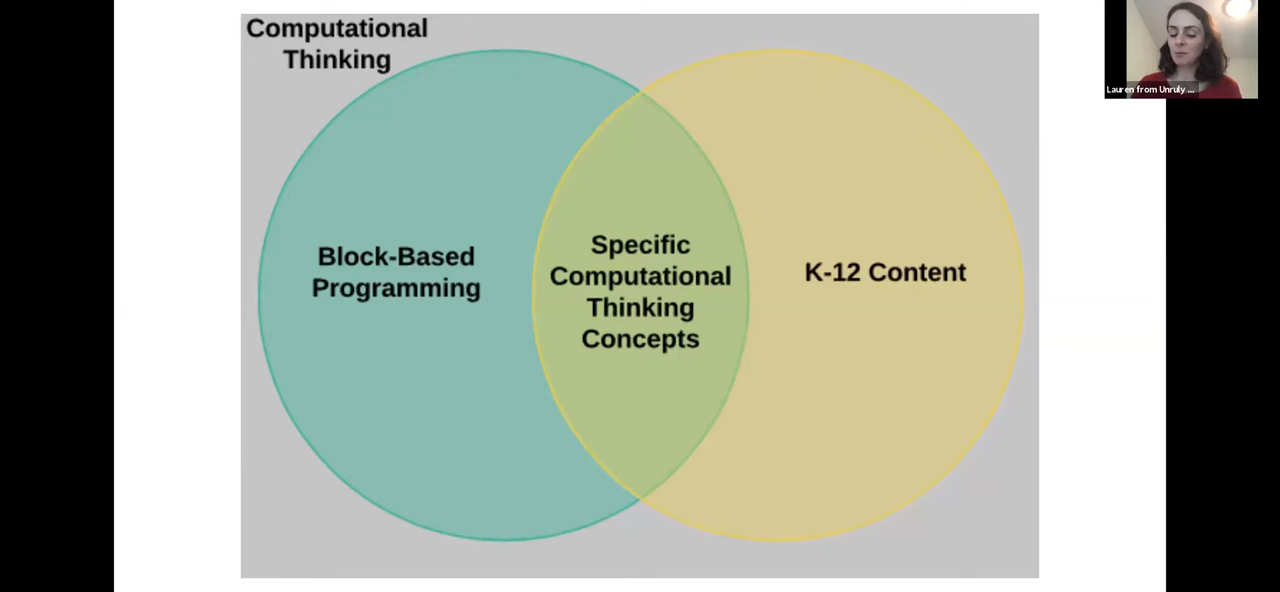 Computational
Thinking
Block-Based
Programming
Specific
Computational
Thinking
Concepts
K-12 Content
Lauren from Unruly ...